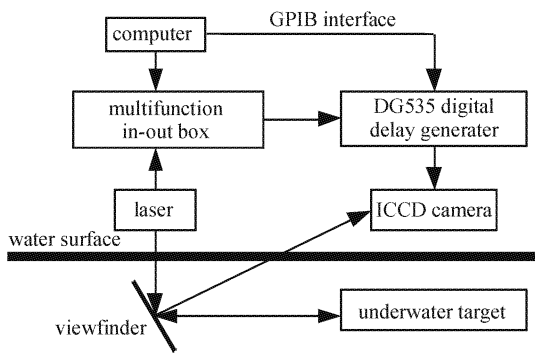 GPIB interface
computer
multifunction
in-out box
DG535 digital
delay generater
laser
ICCD camera
water surface
underwater target
viewfinder